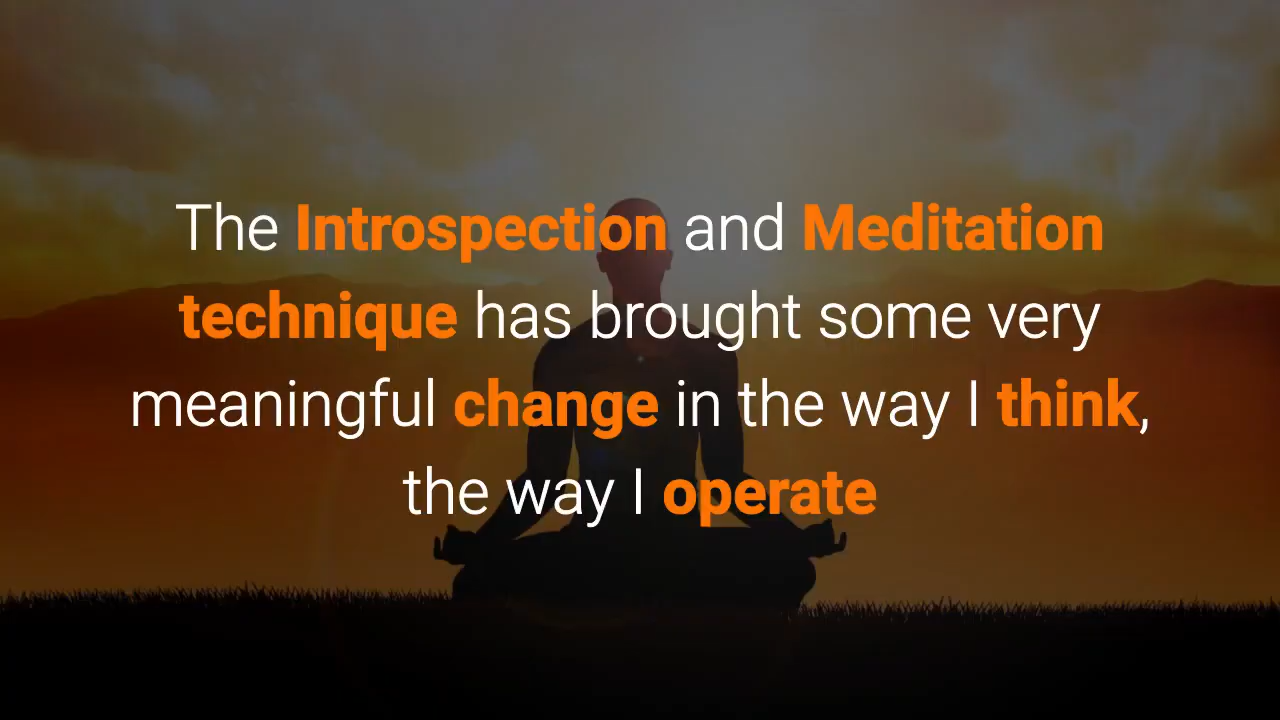 The Introspection and Meditation
technique has brought some very
meaningful change in the way I think,
the way I operate